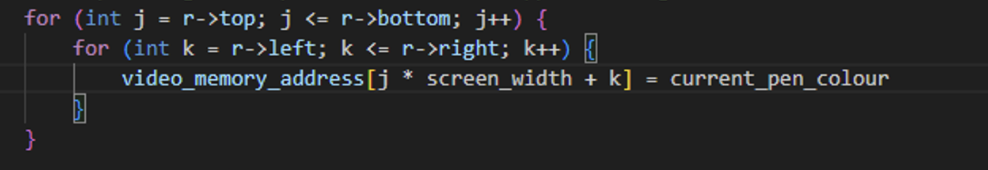 for (int j = r->top; j <= r->bottom; j++) {
    for (int k = r->left; k <= r->right; k++) {
        video_memory_address[j * screen_width + k] = current_pen_colour
    }
}